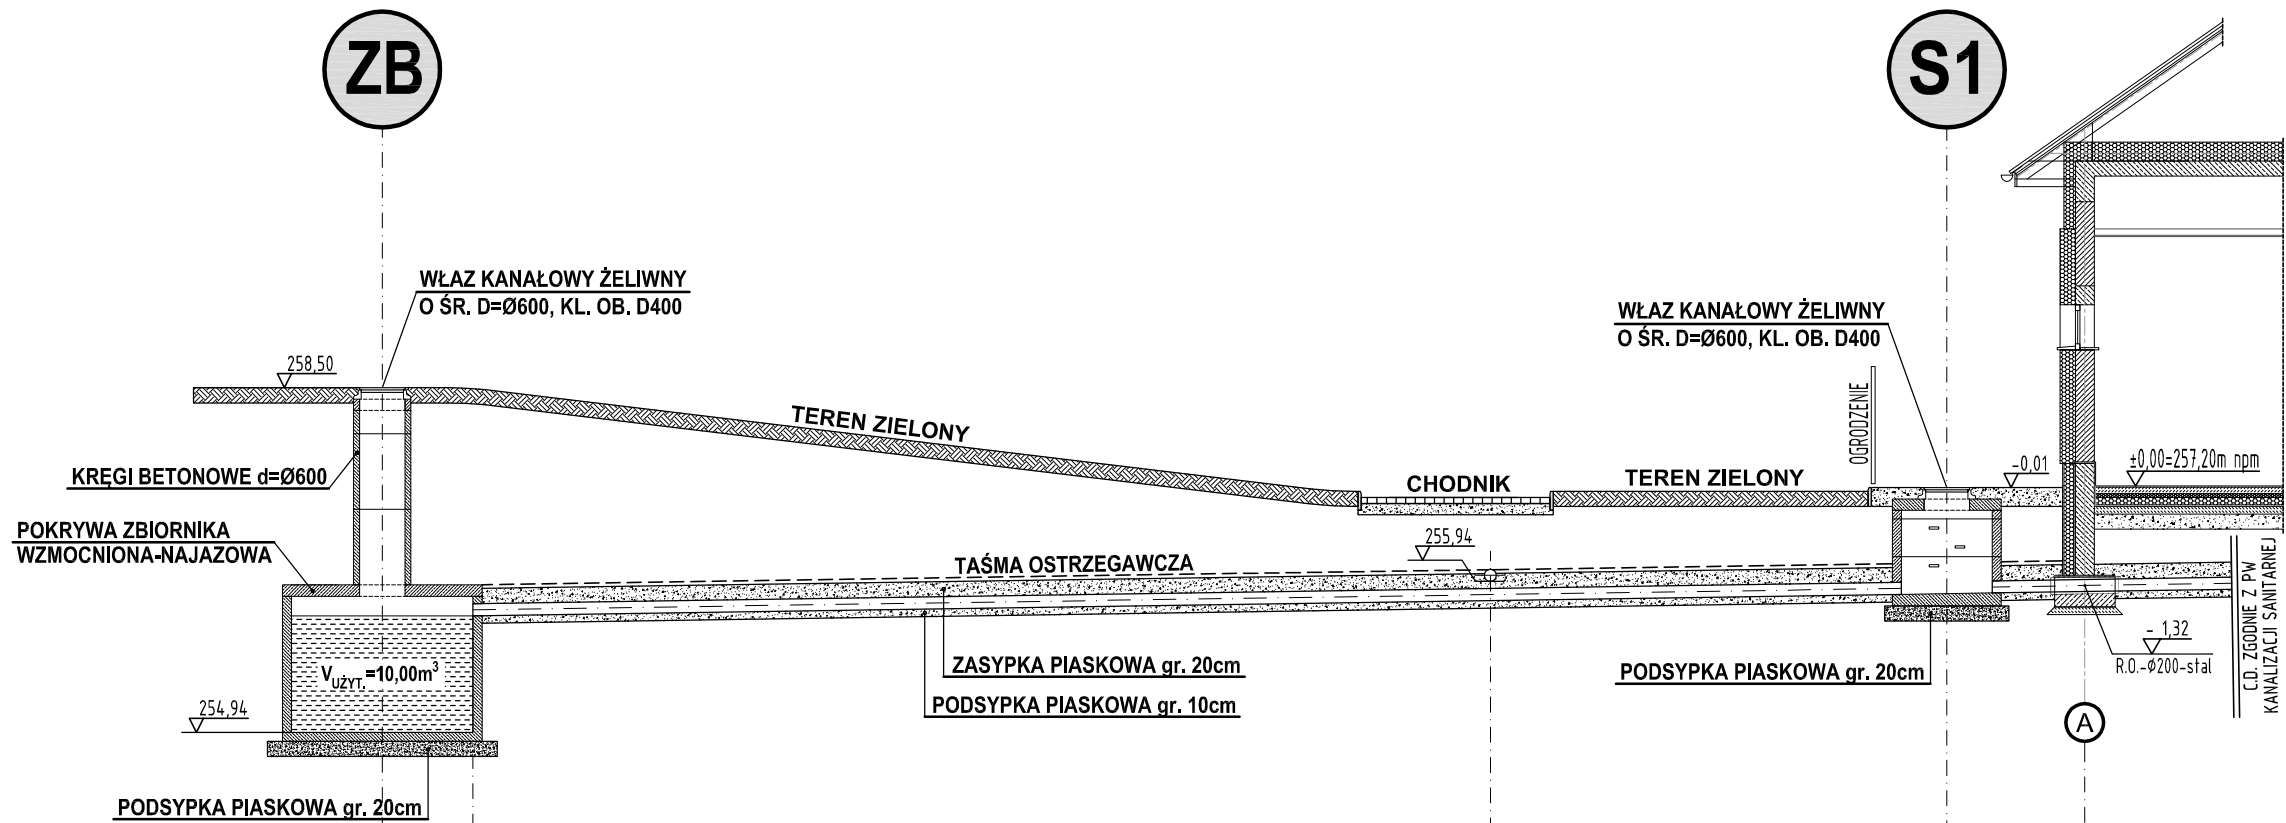 ZB
S1
WŁAZ KANAŁOWY ŻELIWNY
O ŚR. D=Ø600, KL. OB. D400
WŁAZ KANAŁOWY ŻELIWNY
O ŚR. D=Ø600, KL. OB. D400
258,50
OGRODZENIE
TEREN ZIELONY
-0,01
±0,00=257,20m npm
KRĘGI BETONOWE d=Ø600
CHODNIK
TEREN ZIELONY
POKRYWA ZBIORNIKA
WZMOCNIONA-NAJAZOWA
255,94
TAŚMA OSTRZEGAWCZA
C.D. ZGODNIE Z PW
KANALIZACJI SANITARNEJ
- 1,32
R.O.-Ø200-stal
VUŻYT.=10,00m³
ZASYPKA PIASKOWA gr. 20cm
PODSYPKA PIASKOWA gr. 20cm
PODSYPKA PIASKOWA gr. 10cm
254,94
A
PODSYPKA PIASKOWA gr. 20cm